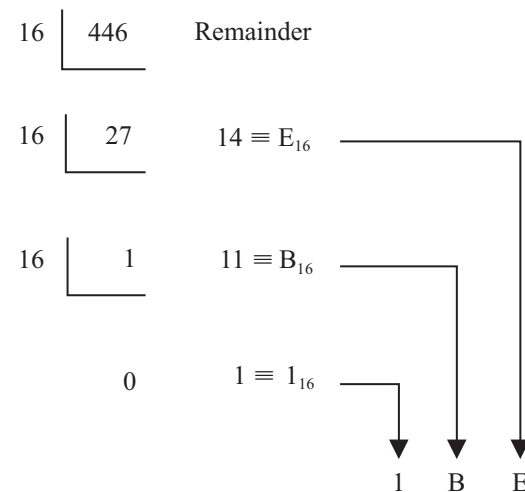 16 446 Remainder
16 27 14 ≡ E₁₆
16 1 11 ≡ B₁₆
0 1 ≡ 1₁₆
1 B E